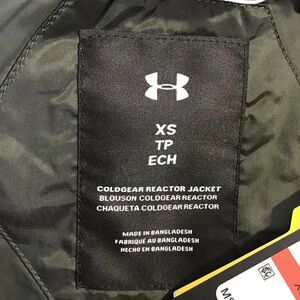 XS
TP
ECH
COLDGEAR REACTOR JACKET
BLOUSON COLDGEAR REACTOR
CHAQUETA COLDGEAR REACTOR
MADE IN BANGLADESH
FABRIQUÉ AU BANGLADESH
HECHO EN BANGLADESH